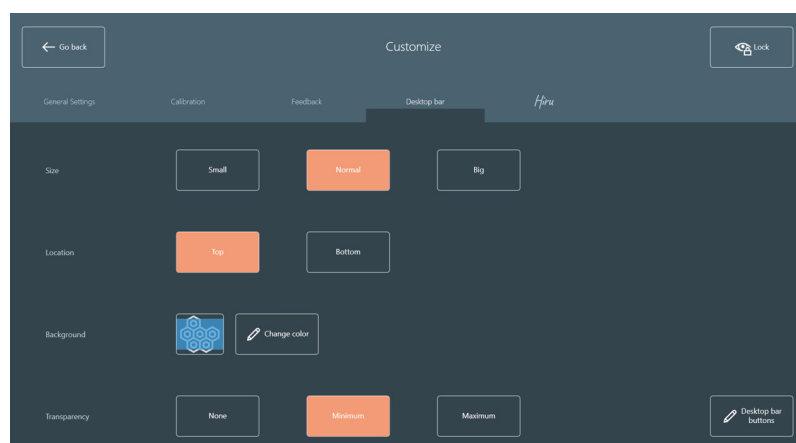 Go back
Customize
Lock
General Settings
Calibration
Feedback
Desktop bar
Hiru
Size
Small
Normal
Big
Location
Top
Bottom
Background
Change color
Transparency
None
Minimum
Maximum
Desktop bar
buttons